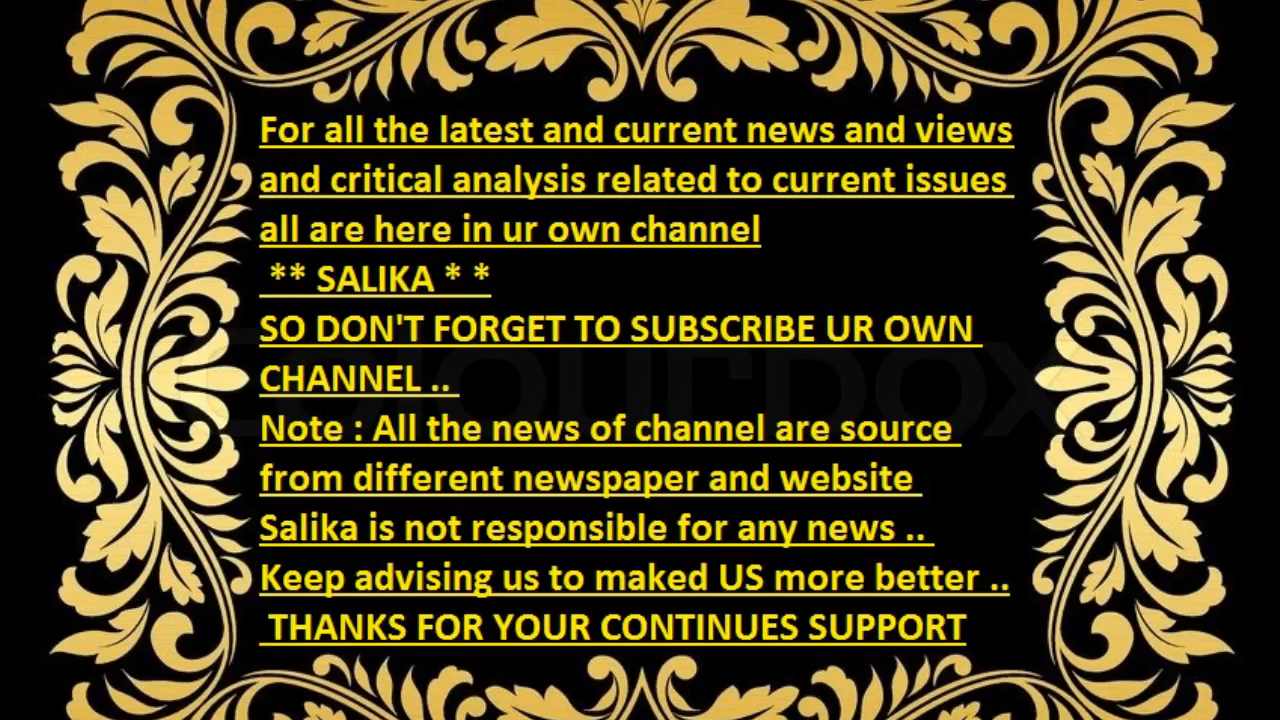 For all the latest and current news and views
and critical analysis related to current issues
all are here in ur own channel
** SALIKA * *
SO DON'T FORGET TO SUBSCRIBE UR OWN
CHANNEL ..
Note : All the news of channel are source
from different newspaper and website
Salika is not responsible for any news ..
Keep advising us to maked US more better ..
THANKS FOR YOUR CONTINUES SUPPORT
colourbox